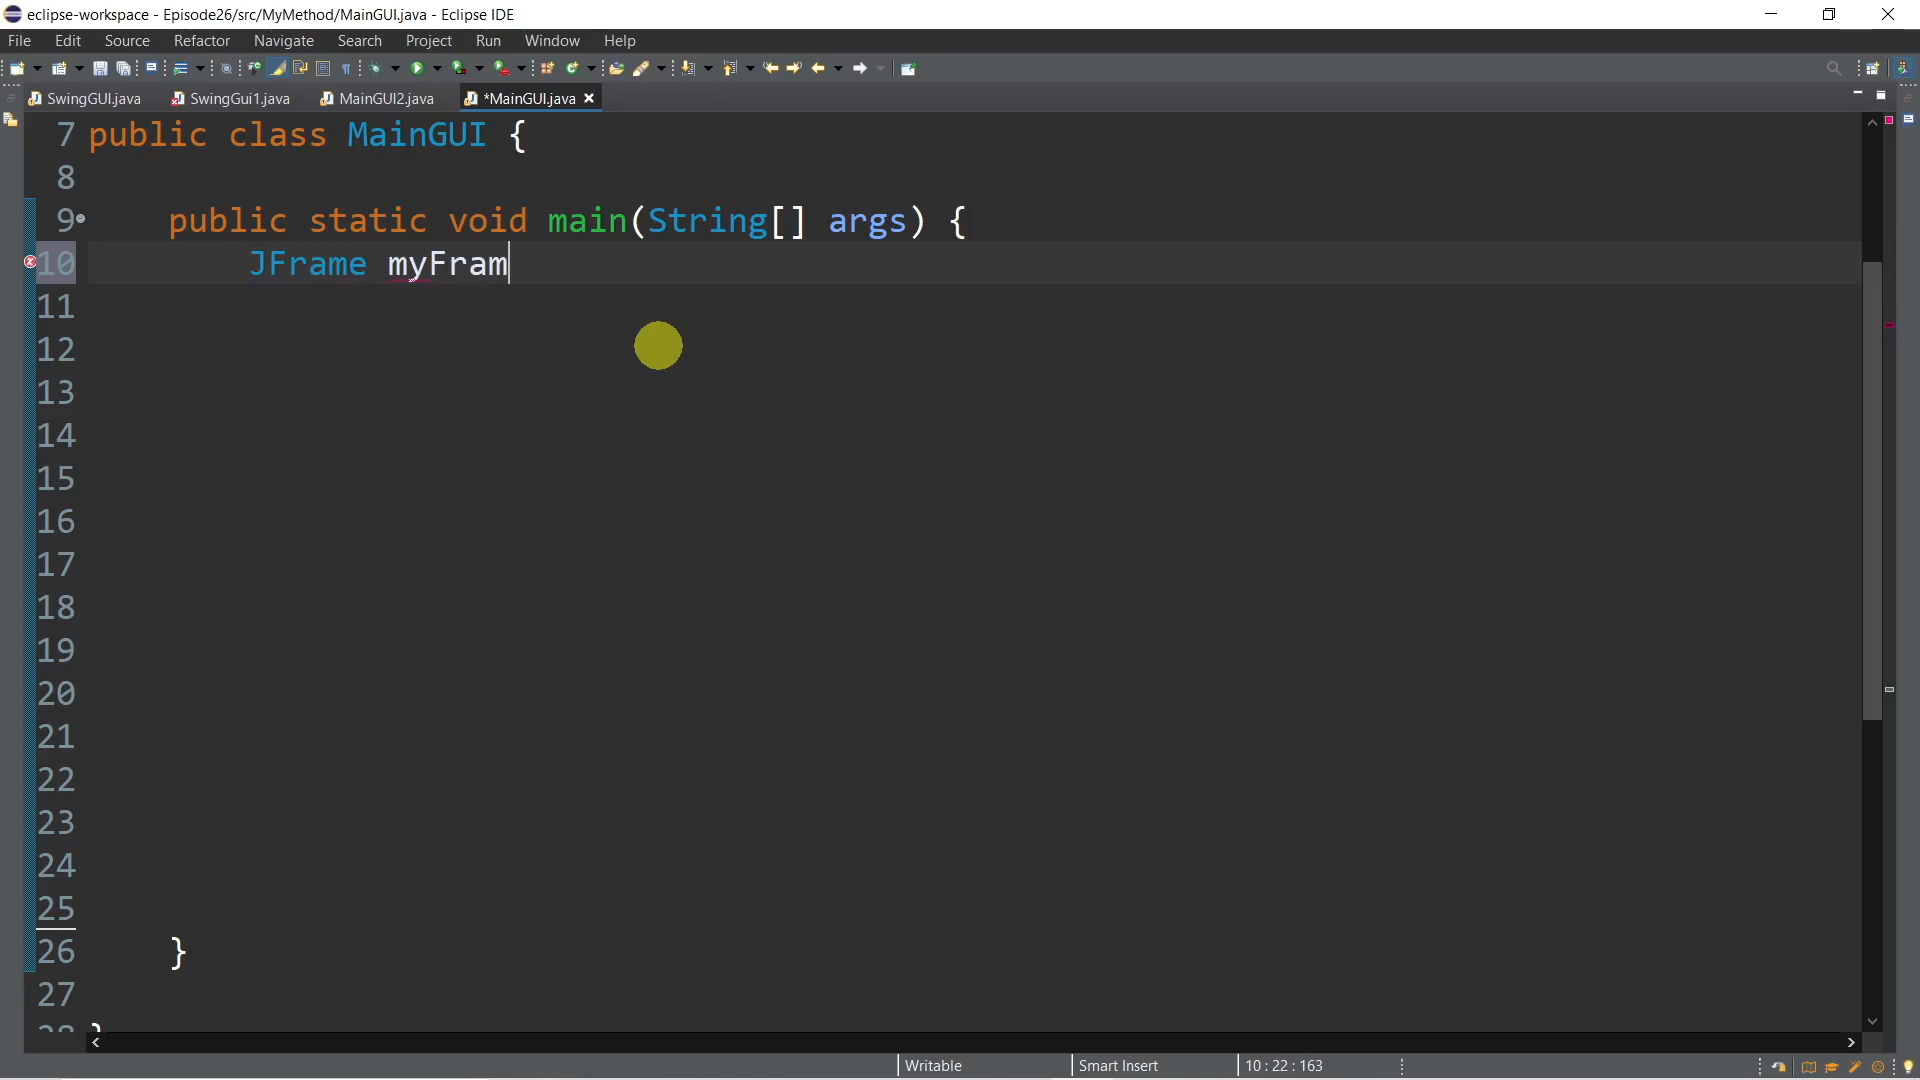 eclipse-workspace - Episode26/src/MyMethod/MainGUI.java - Eclipse IDE
File Edit Source Refactor Navigate Search Project Run Window Help
SwingGUI.java SwingGui1.java MainGUI2.java *MainGUI.java
7 public class MainGUI {
8
9 public static void main(String[] args) {
10 JFrame myFram
11
12
13
14
15
16
17
18
19
20
21
22
23
24
25
26 }
27
28 }
Writable Smart Insert 10 : 22 : 163